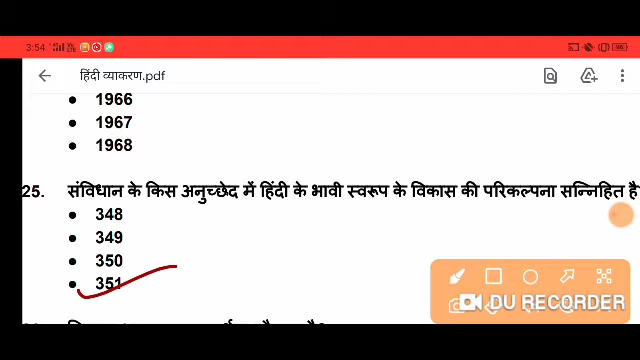 3:54
हिंदी व्याकरण.pdf
• 1966
• 1967
• 1968
25. संविधान के किस अनुच्छेद में हिंदी के भावी स्वरूप के विकास की परिकल्पना सन्निहित है
• 348
• 349
• 350
• 351
DU RECORDER